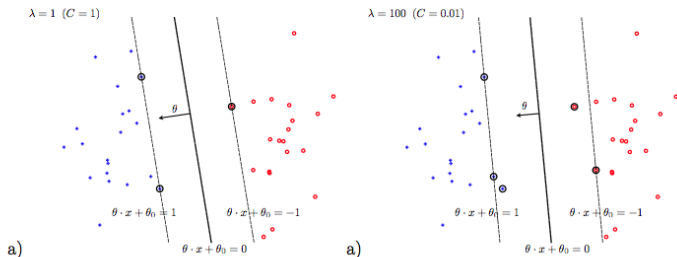 λ = 1 (C = 1)
θ
θ · x + θ₀ = 1
θ · x + θ₀ = −1
θ · x + θ₀ = 0
a)
λ = 100 (C = 0.01)
θ
θ · x + θ₀ = 1
θ · x + θ₀ = −1
θ · x + θ₀ = 0
a)